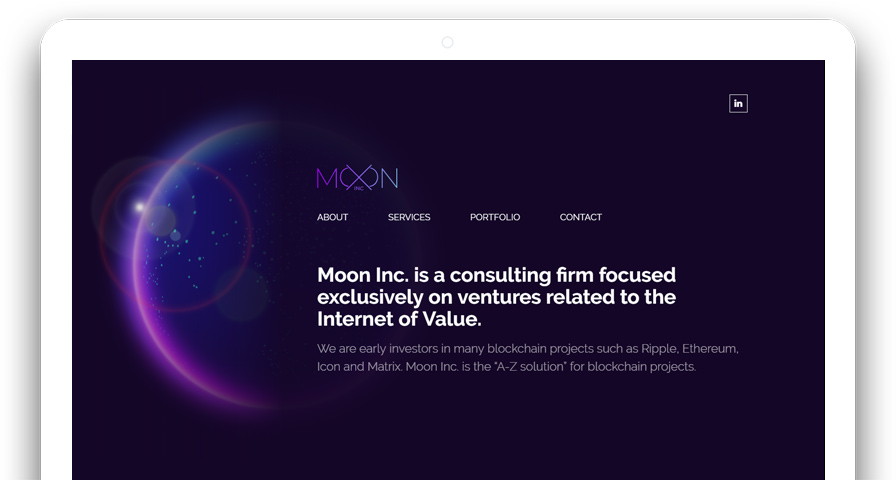 in
MOON
INC
ABOUT SERVICES PORTFOLIO CONTACT
Moon Inc. is a consulting firm focused
exclusively on ventures related to the
Internet of Value.
We are early investors in many blockchain projects such as Ripple, Ethereum,
Icon and Matrix. Moon Inc. is the "A-Z solution" for blockchain projects.